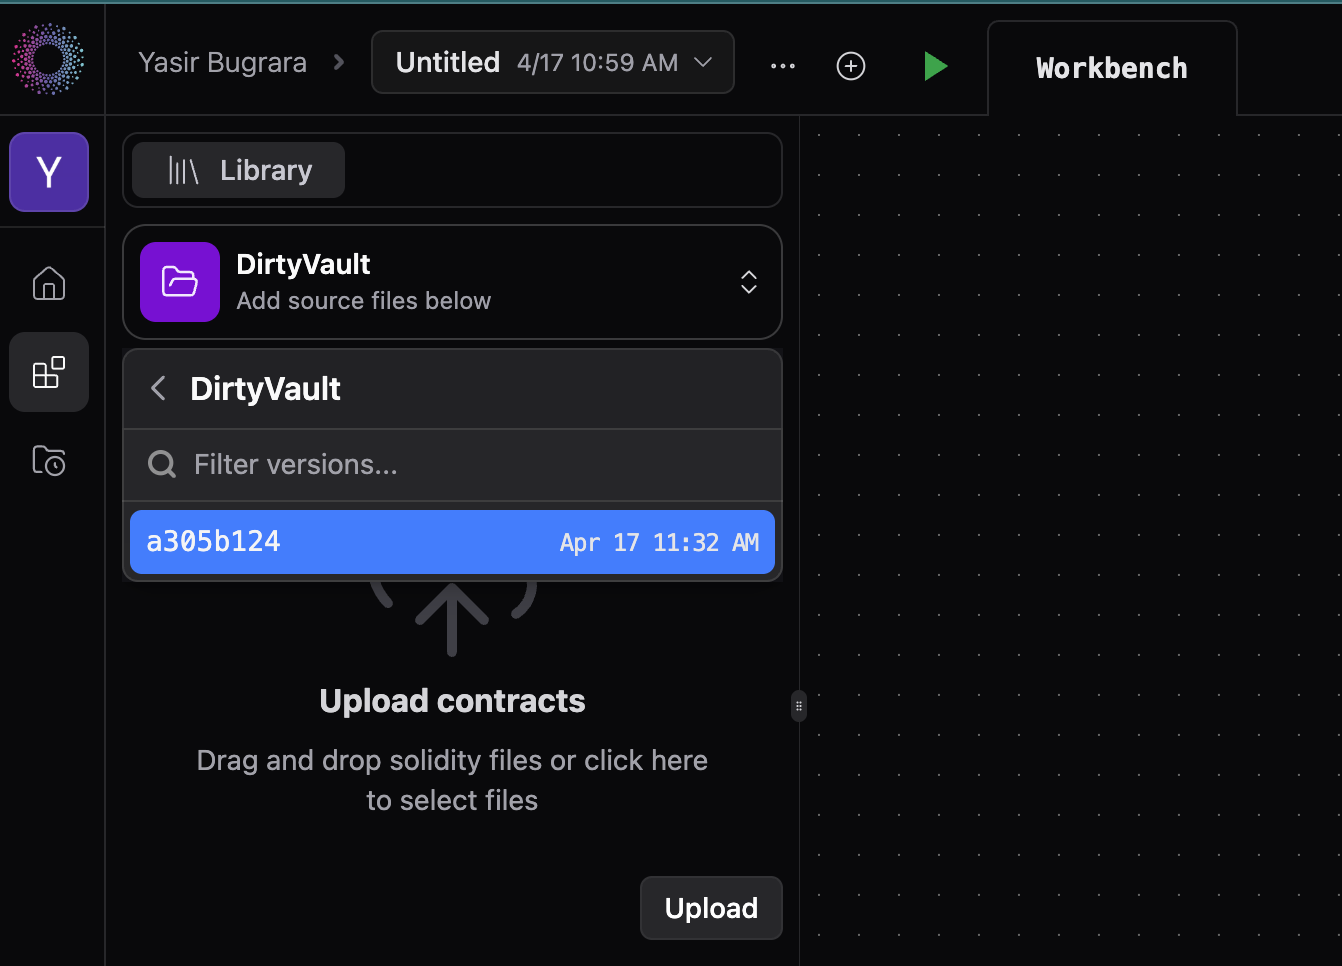 Yasir Bugrara
Untitled 4/17 10:59 AM
Workbench
Y
Library
DirtyVault
Add source files below
DirtyVault
Filter versions...
a305b124 Apr 17 11:32 AM
Upload contracts
Drag and drop solidity files or click here
to select files
Upload